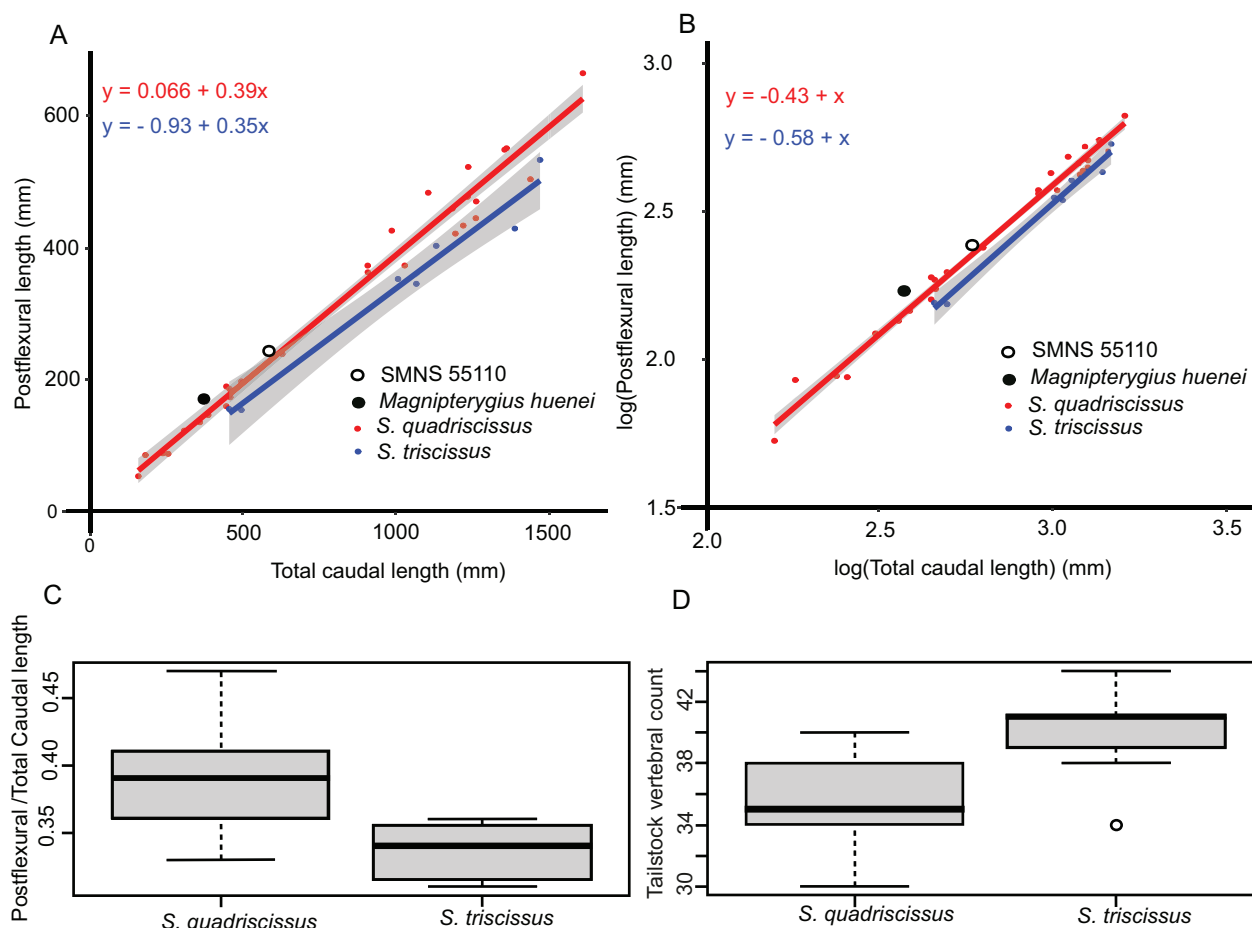 A
y = 0.066 + 0.39x
y = - 0.93 + 0.35x
Postflexural length (mm)
600
400
200
0
0
500
1000
1500
Total caudal length (mm)
SMNS 55110
Magnipterygius huenei
S. quadriscissus
S. triscissus
B
y = -0.43 + x
y = - 0.58 + x
log(Postflexural length) (mm)
3.0
2.5
2.0
1.5
2.0
2.5
3.0
3.5
log(Total caudal length) (mm)
SMNS 55110
Magnipterygius huenei
S. quadriscissus
S. triscissus
C
Postflexural /Total Caudal length
0.45
0.40
0.35
S. quadriscissus
S. triscissus
D
Tailstock vertebral count
42
38
34
30
S. quadriscissus
S. triscissus